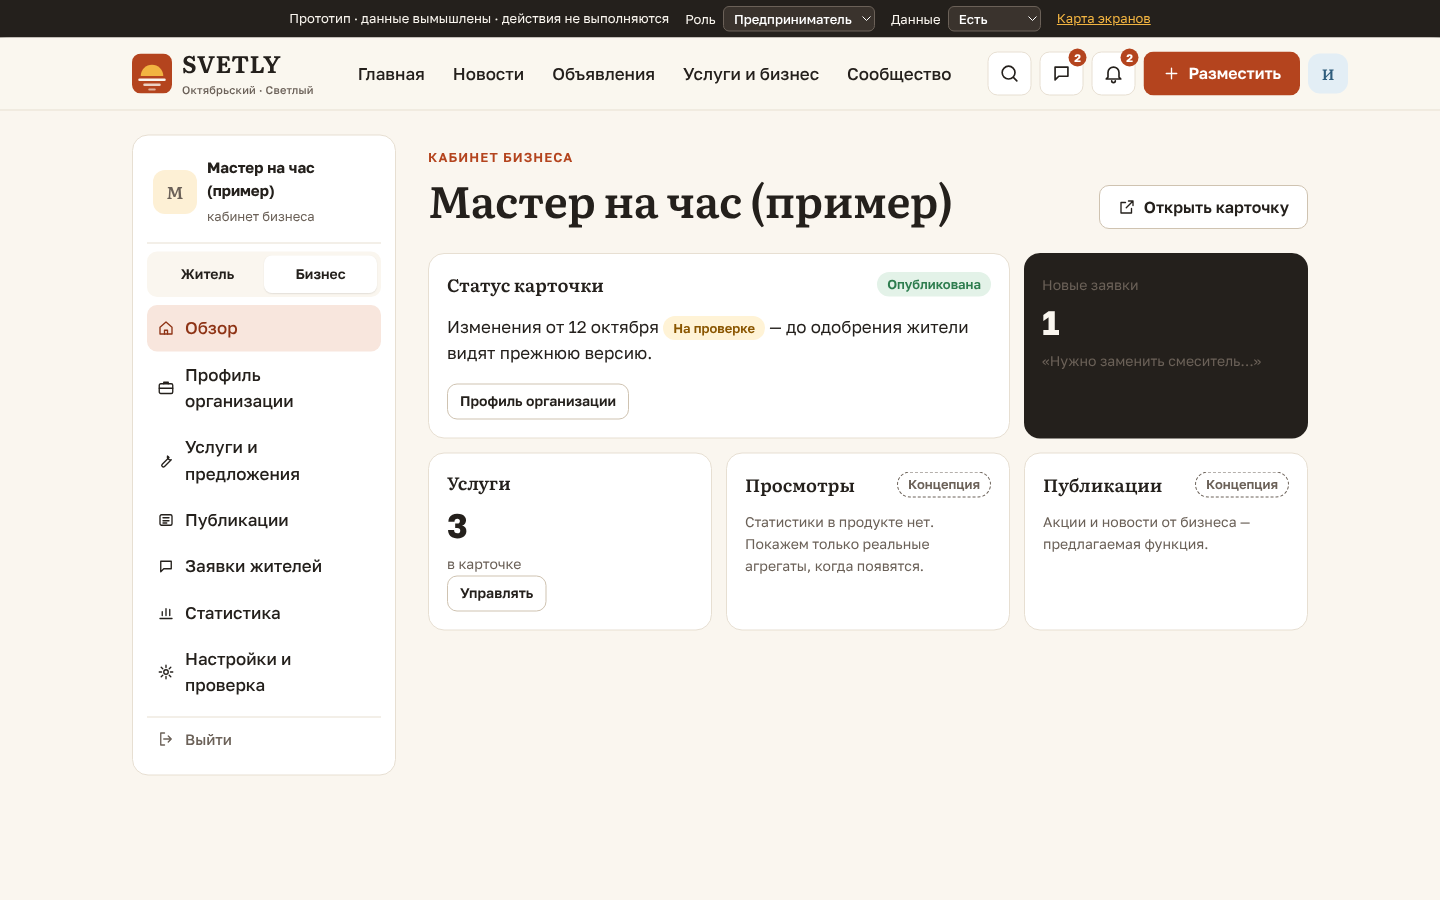 Прототип · данные вымышлены · действия не выполняются Роль Предприниматель Данные Есть Карта экранов
SVETLY
Октябрьский · Светлый
Главная Новости Объявления Услуги и бизнес Сообщество
2
2
Разместить
И
М
Мастер на час
(пример)
кабинет бизнеса
Житель Бизнес
Обзор
Профиль
организации
Услуги и
предложения
Публикации
Заявки жителей
Статистика
Настройки и
проверка
Выйти
КАБИНЕТ БИЗНЕСА
Мастер на час (пример)
Открыть карточку
Статус карточки
Опубликована
Изменения от 12 октября На проверке — до одобрения жители
видят прежнюю версию.
Профиль организации
Новые заявки
1
«Нужно заменить смеситель…»
Услуги
3
в карточке
Управлять
Просмотры
Концепция
Статистики в продукте нет.
Покажем только реальные
агрегаты, когда появятся.
Публикации
Концепция
Акции и новости от бизнеса —
предлагаемая функция.